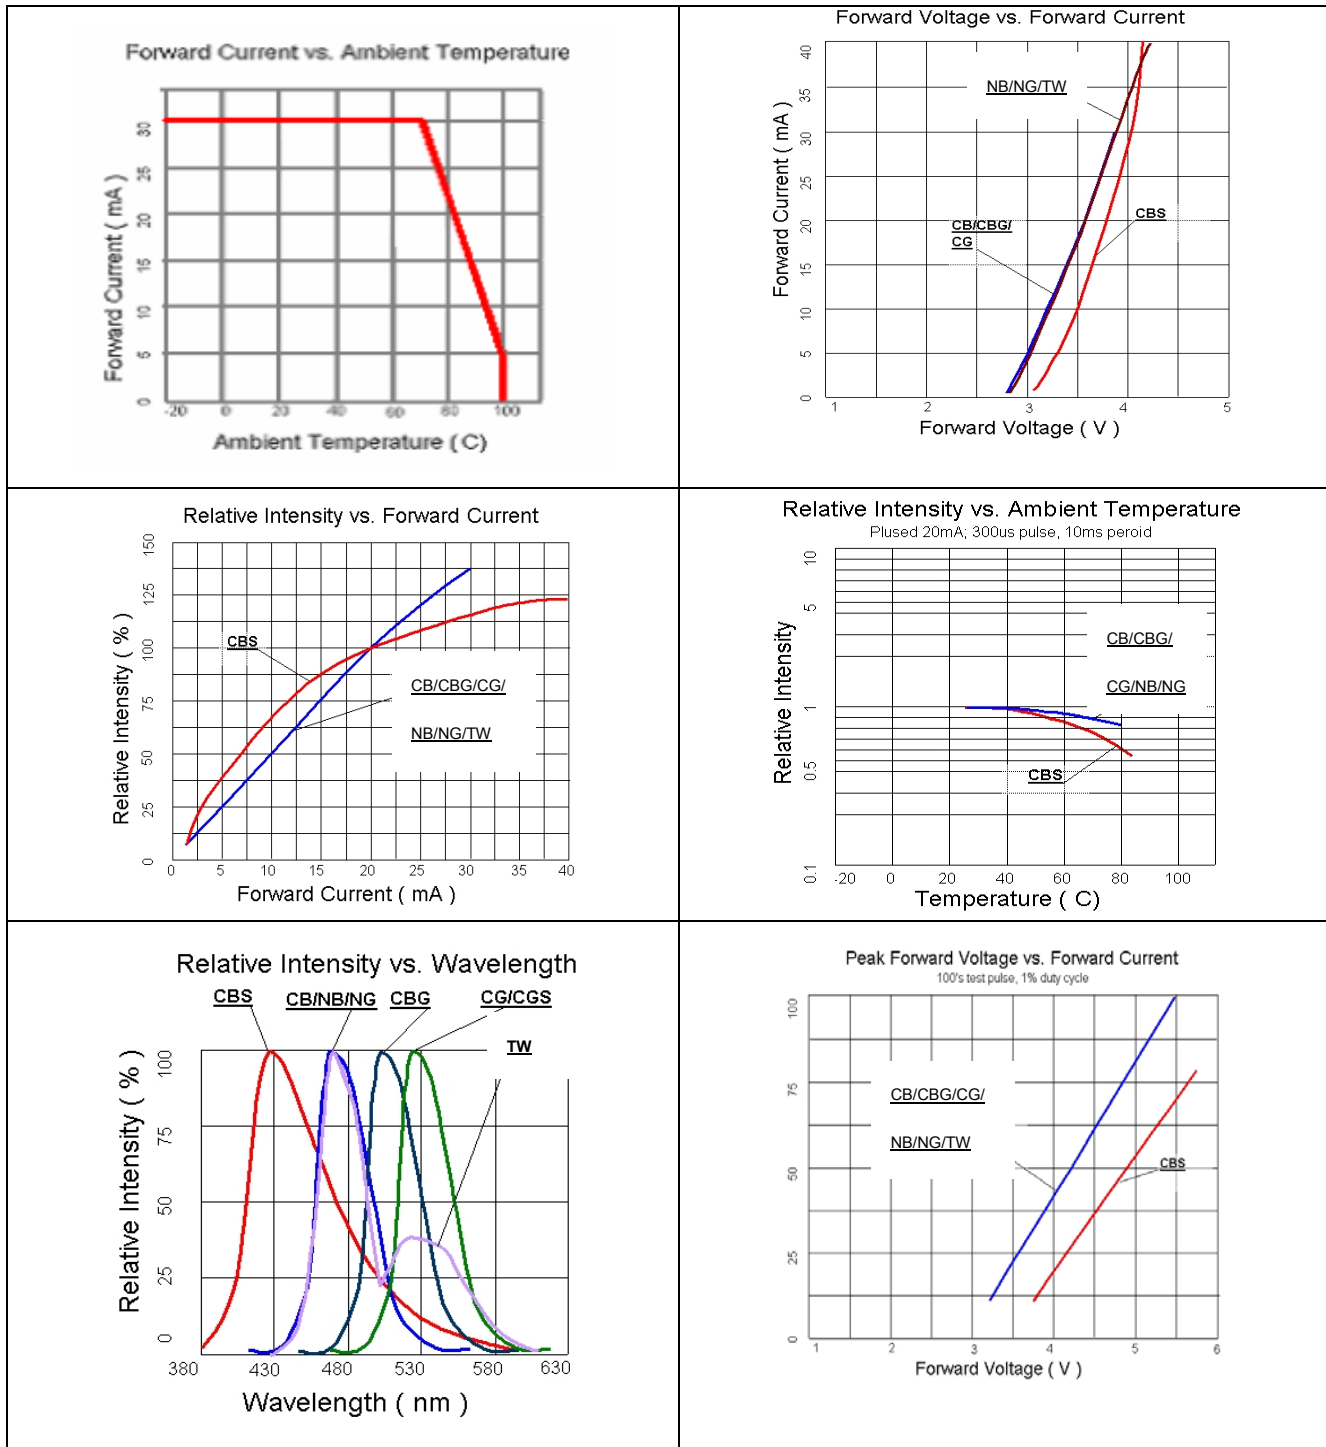 Forward Current vs. Ambient Temperature
Forward Current ( mA )
30
25
20
15
10
5
0
-20
0
20
40
60
80
100
Ambient Temperature ( C)
Forward Voltage vs. Forward Current
Forward Current ( mA )
40
35
30
25
20
15
10
5
0
NB/NG/TW
CB/CBG/
CG
CBS
1
2
3
4
5
Forward Voltage ( V )
Relative Intensity vs. Forward Current
Relative Intensity ( % )
150
125
100
75
50
25
0
CBS
CB/CBG/CG/
NB/NG/TW
0
5
10
15
20
25
30
35
40
Forward Current ( mA )
Relative Intensity vs. Ambient Temperature
Plused 20mA; 300us pulse, 10ms peroid
Relative Intensity
10
5
1
0.5
0.1
CB/CBG/
CG/NB/NG
CBS
-20
0
40
60
80
100
Temperature ( C)
Relative Intensity vs. Wavelength
CBS
CB/NB/NG
CBG
CG/CGS
TW
Relative Intensity ( % )
100
75
50
25
0
380
430
480
530
580
630
Wavelength ( nm )
Peak Forward Voltage vs. Forward Current
100's test pulse, 1% duty cycle
100
75
50
25
0
CB/CBG/CG/
NB/NG/TW
CBS
1
2
3
4
5
6
Forward Voltage ( V )